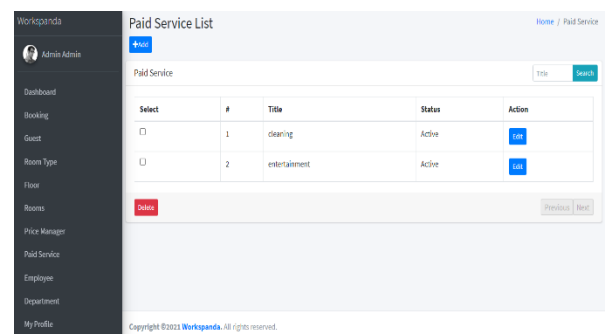 Workspanda
Admin Admin
Dashboard
Booking
Guest
Room Type
Floor
Rooms
Price Manager
Paid Service
Employee
Department
My Profile
Paid Service List
Home / Paid Service
+Add
Paid Service
Title Search
Select # Title Status Action
1 cleaning Active Edit
2 entertainment Active Edit
Delete
Previous Next
Copyright ©2021 Workspanda. All rights reserved.